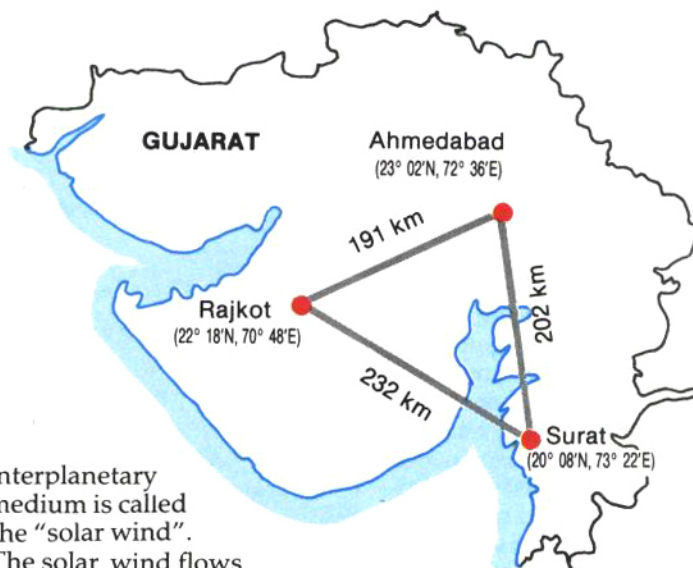 GUJARAT
Ahmedabad
(23° 02′N, 72° 36′E)
191 km
202 km
Rajkot
(22° 18′N, 70° 48′E)
232 km
Surat
(20° 08′N, 73° 22′E)
nterplanetary
medium is called
he “solar wind”.
The solar wind flows